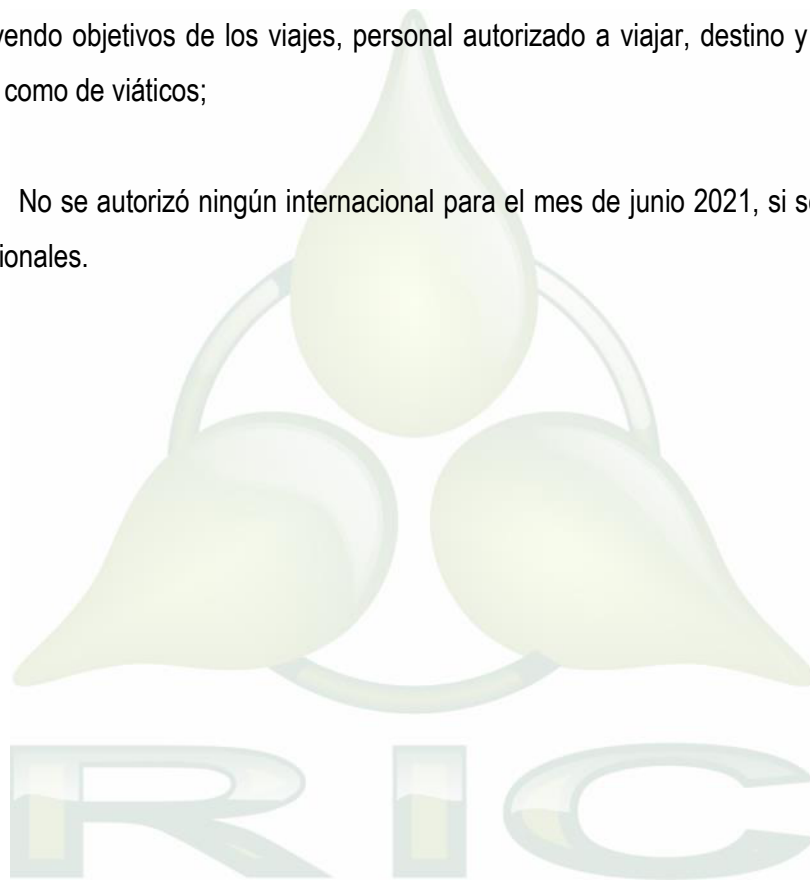 yendo objetivos de los viajes, personal autorizado a viajar, destino y
como de viáticos;
No se autorizó ningún internacional para el mes de junio 2021, si s
ionales.
RIC